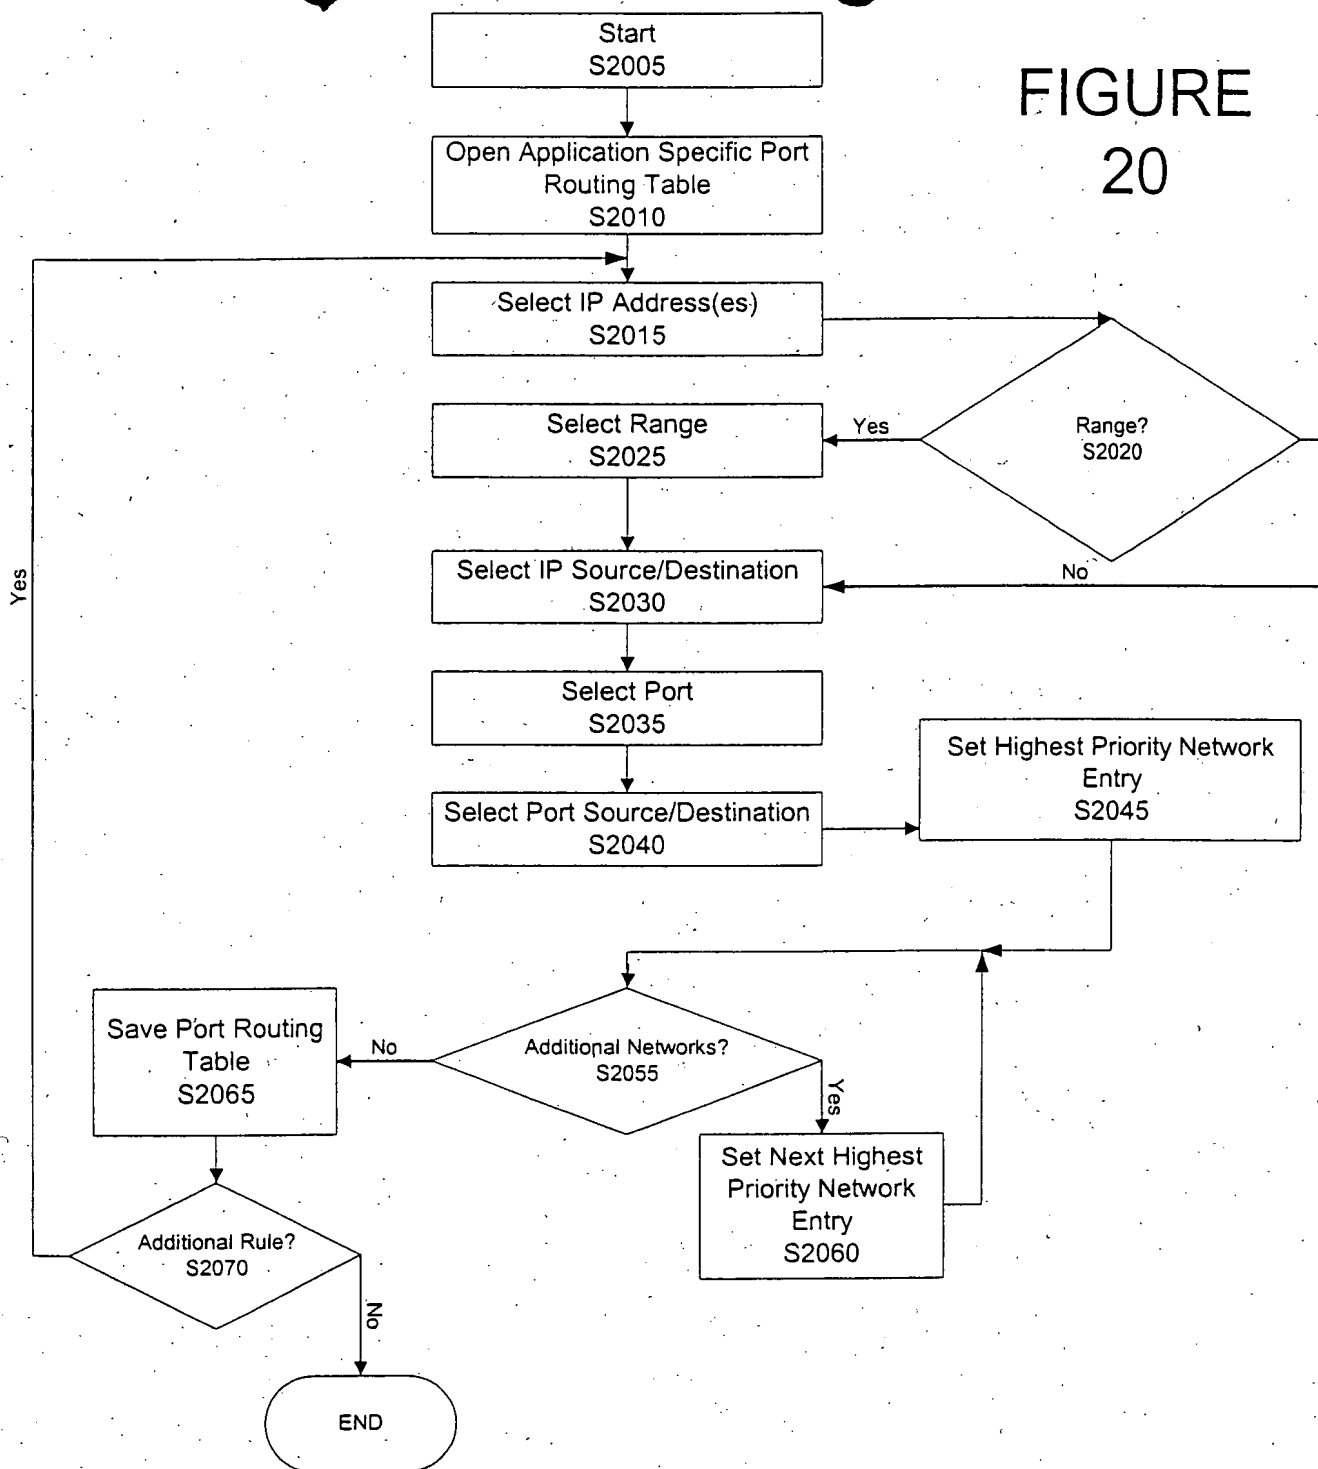 Start
S2005
FIGURE
20
Open Application Specific Port
Routing Table
S2010
Select IP Address(es)
S2015
Range?
S2020
Yes
Select Range
S2025
No
Select IP Source/Destination
S2030
Yes
Select Port
S2035
Set Highest Priority Network
Entry
S2045
Select Port Source/Destination
S2040
Additional Networks?
S2055
No
Yes
Save Port Routing
Table
S2065
Set Next Highest
Priority Network
Entry
S2060
Additional Rule?
S2070
No
END